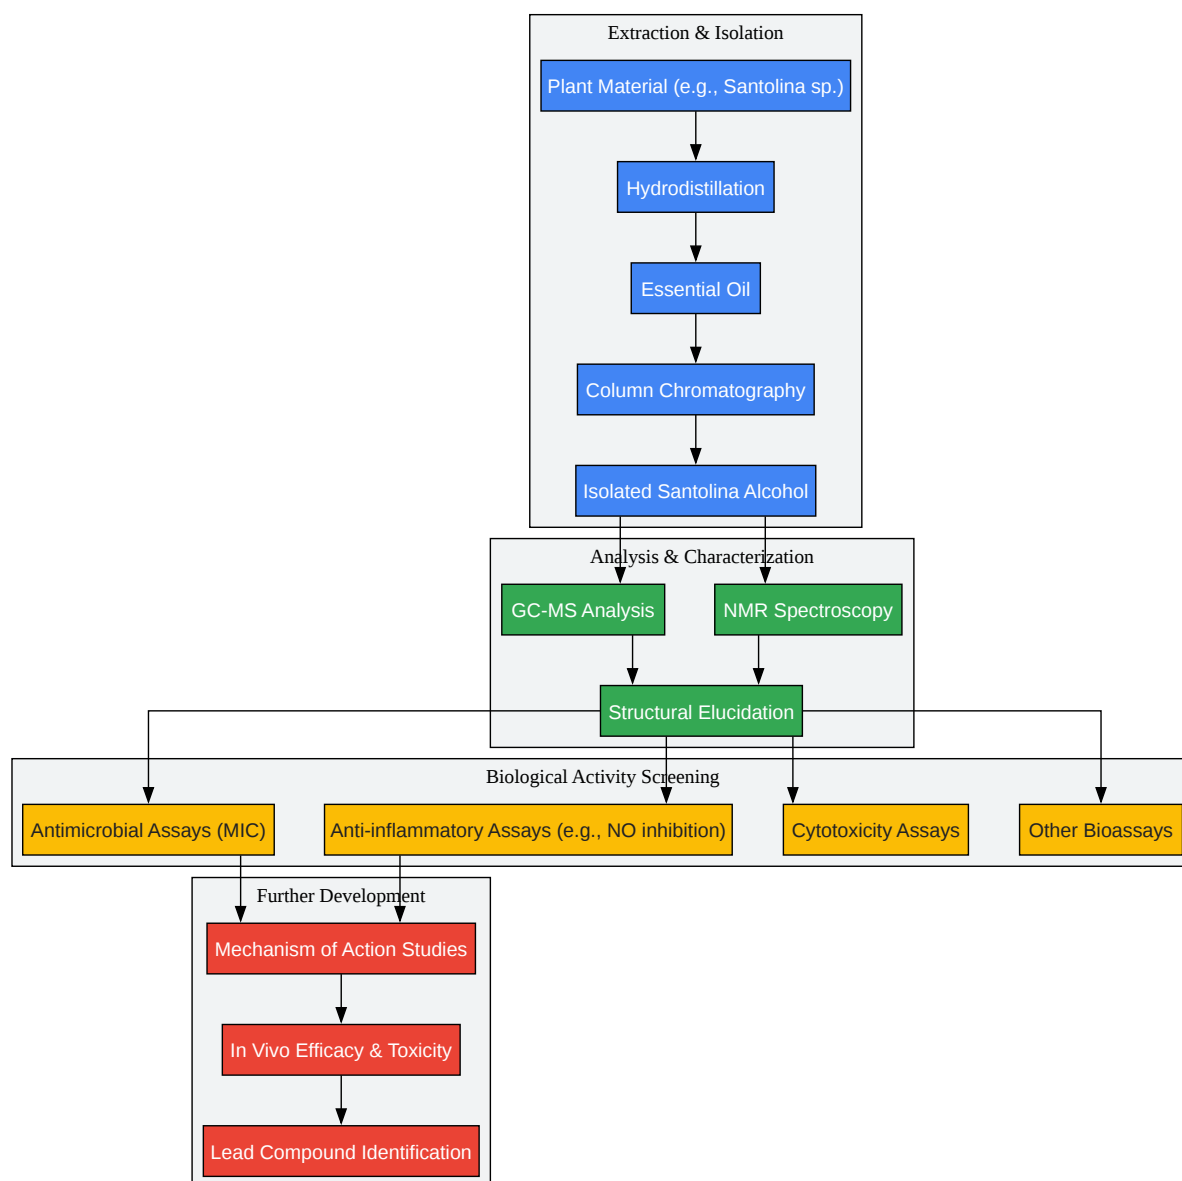 Extraction & Isolation
Plant Material (e.g., Santolina sp.)
Hydrodistillation
Essential Oil
Column Chromatography
Isolated Santolina Alcohol
Analysis & Characterization
GC-MS Analysis
NMR Spectroscopy
Structural Elucidation
Biological Activity Screening
Antimicrobial Assays (MIC)
Anti-inflammatory Assays (e.g., NO inhibition)
Cytotoxicity Assays
Other Bioassays
Further Development
Mechanism of Action Studies
In Vivo Efficacy & Toxicity
Lead Compound Identification